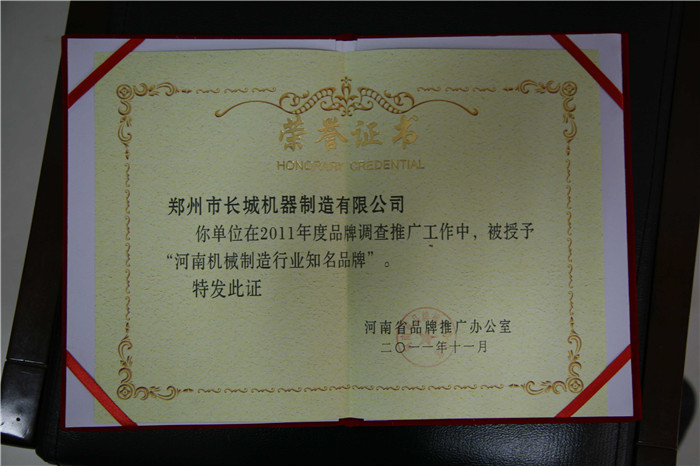 荣誉证书
HONORARY CREDENTIAL
郑州市长城机器制造有限公司
你单位在2011年度品牌调查推广工作中，被授予
“河南机械制造行业知名品牌”。
特发此证
河南省品牌推广办公室
二〇一一年十一月